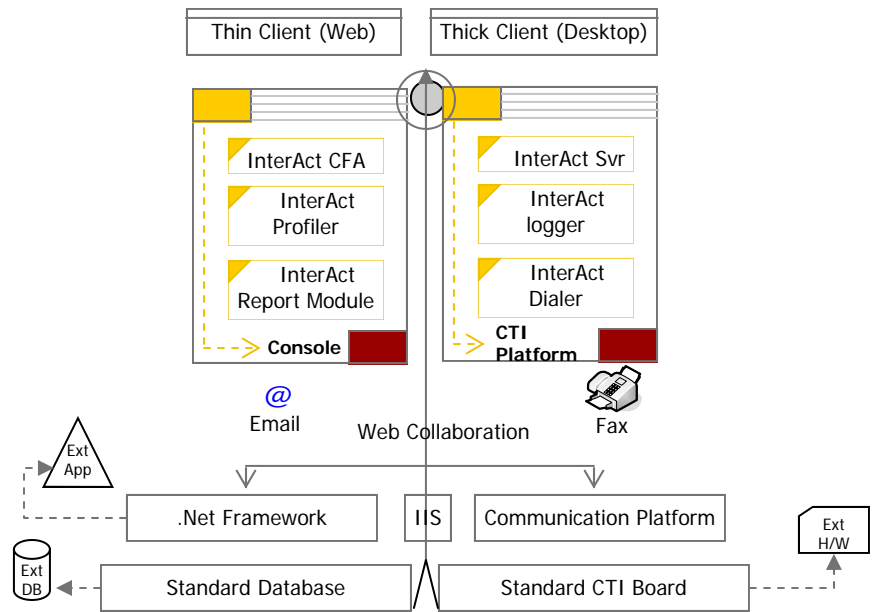 Thin Client (Web)
Thick Client (Desktop)
InterAct CFA
InterAct
Profiler
InterAct
Report Module
Console
InterAct Svr
InterAct
logger
InterAct
Dialer
CTI
Platform
@
Email
Web Collaboration
Fax
Ext
App
.Net Framework
IIS
Communication Platform
Ext
H/W
Ext
DB
Standard Database
Standard CTI Board